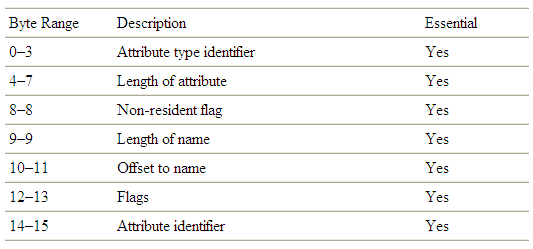 Byte Range Description Essential
0–3 Attribute type identifier Yes
4–7 Length of attribute Yes
8–8 Non-resident flag Yes
9–9 Length of name Yes
10–11 Offset to name Yes
12–13 Flags Yes
14–15 Attribute identifier Yes